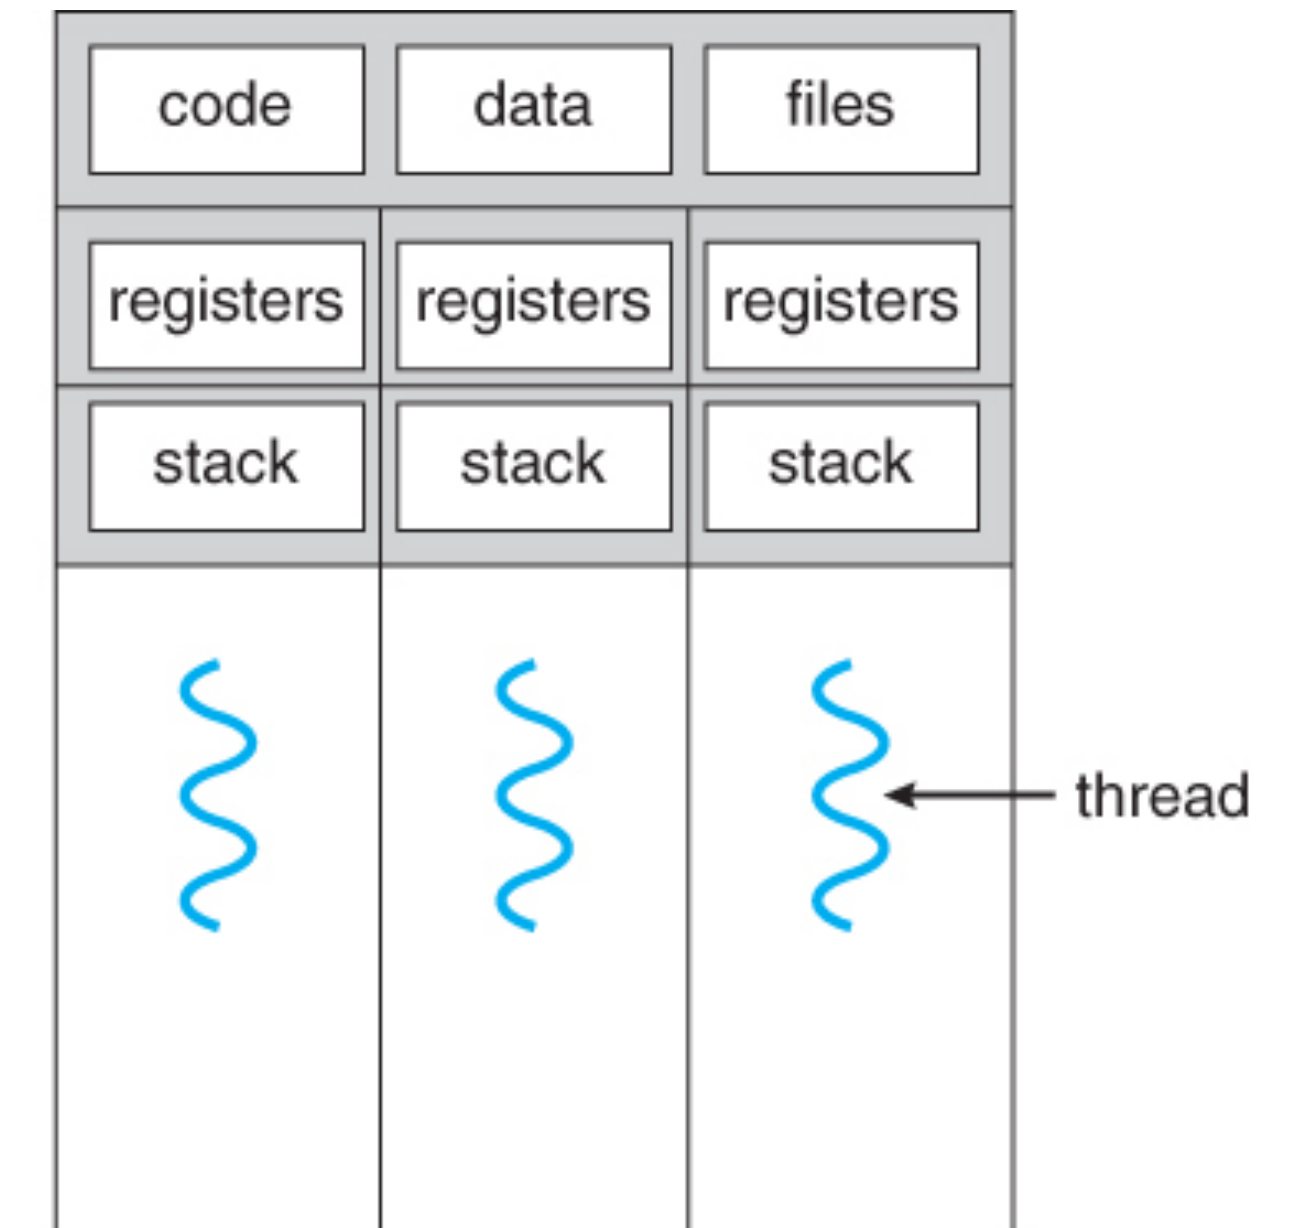 code data files
registers registers registers
stack stack stack
thread